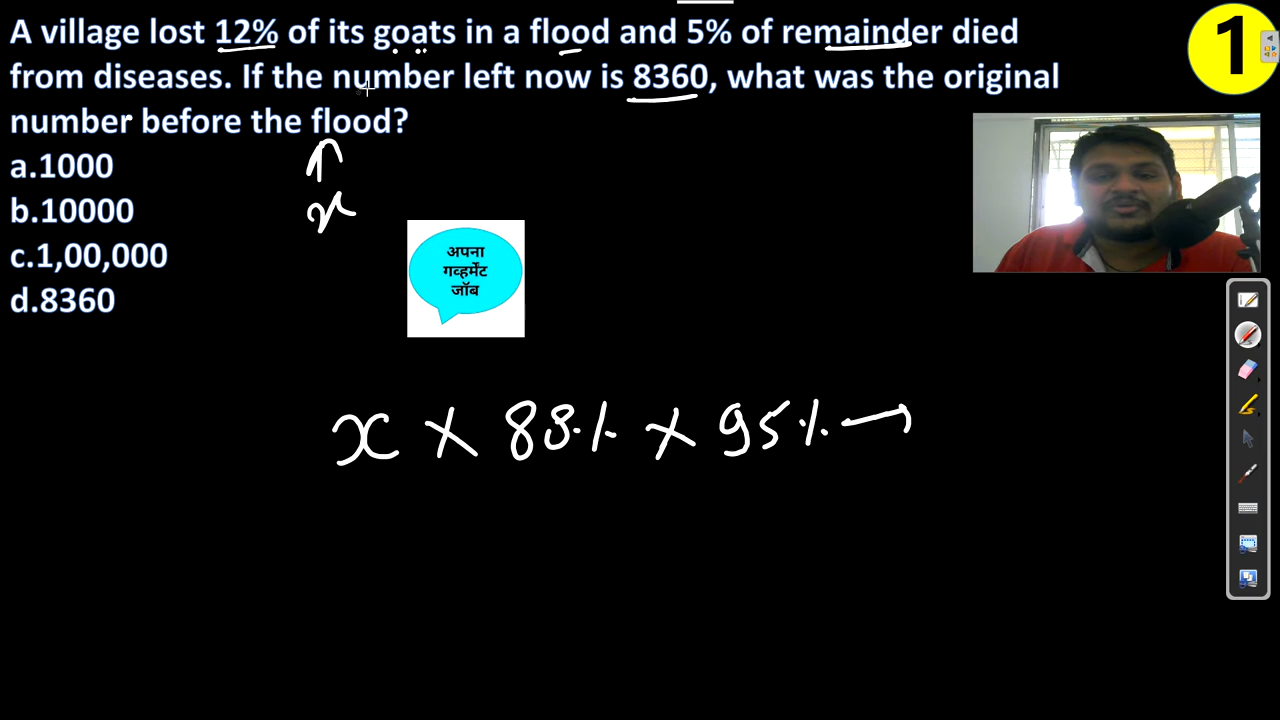 A village lost 12% of its goats in a flood and 5% of remainder died
from diseases. If the number left now is 8360, what was the original
number before the flood?
a.1000
b.10000
c.1,00,000
d.8360
x
अपना
गव्हर्मेंट
जॉब
x × 88% × 95% →
1